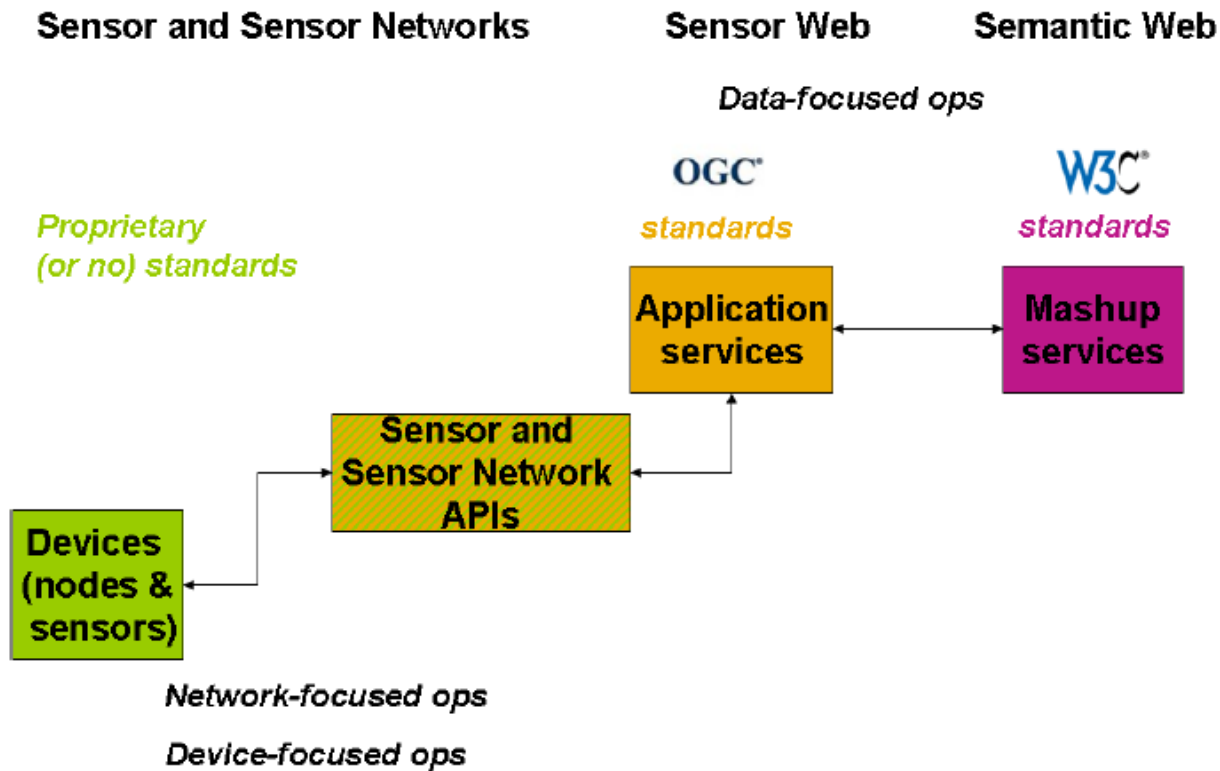 Sensor and Sensor Networks
Sensor Web
Semantic Web
Data-focused ops
OGC®
W3C®
Proprietary
(or no) standards
standards
standards
Application
services
Mashup
services
Sensor and
Sensor Network
APIs
Devices
(nodes &
sensors)
Network-focused ops
Device-focused ops